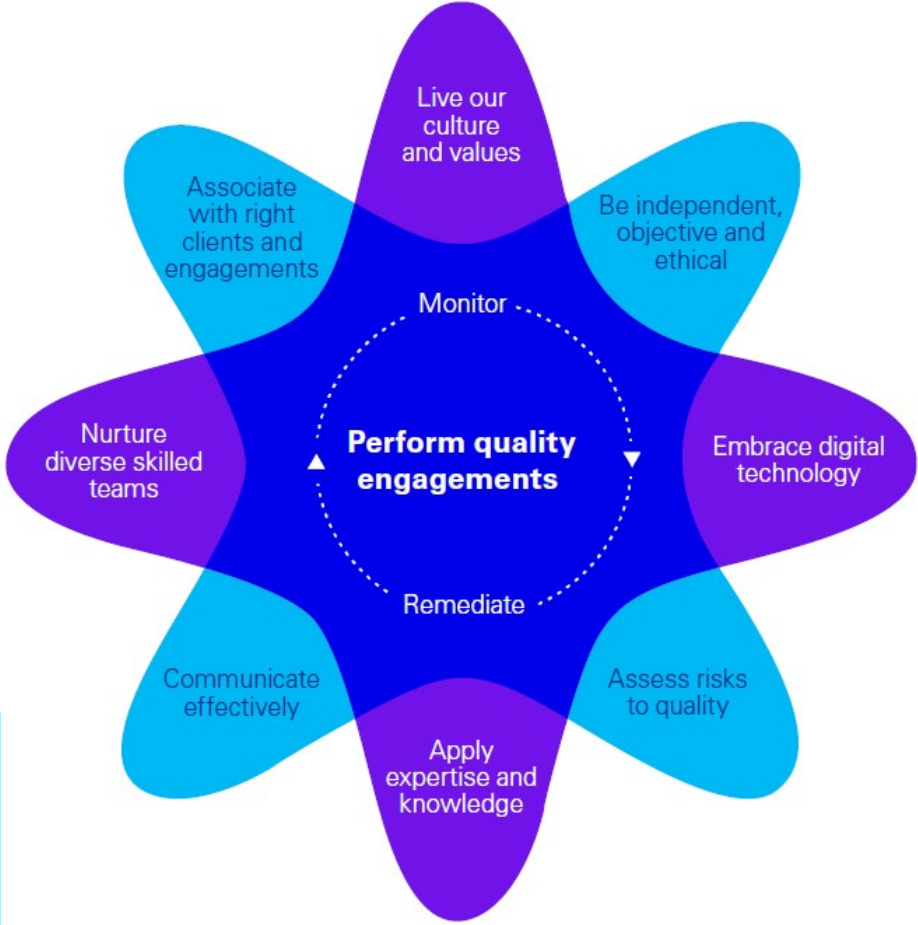 Live our
culture
and values
Associate
with right
clients and
engagements
Be independent,
objective and
ethical
Monitor
Nurture
diverse skilled
teams
Perform quality
engagements
Embrace digital
technology
Remediate
Communicate
effectively
Assess risks
to quality
Apply
expertise and
knowledge